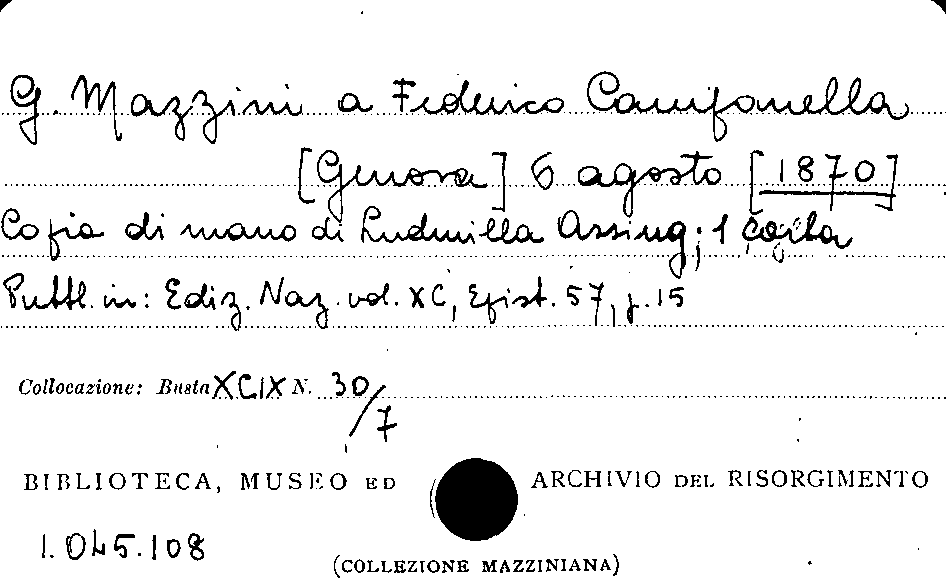 G. Mazzini a Federico Campanella
[Genova] 6 agosto [1870]
Copia di mano di Ludmilla Assing; 1 carta
Pubbl. in: Ediz. Naz. vol. XC, Epist. 57, p. 15
Collocazione: Busta XCIX N. 30/7
BIBLIOTECA, MUSEO ED ARCHIVIO DEL RISORGIMENTO
1.045.108
(COLLEZIONE MAZZINIANA)